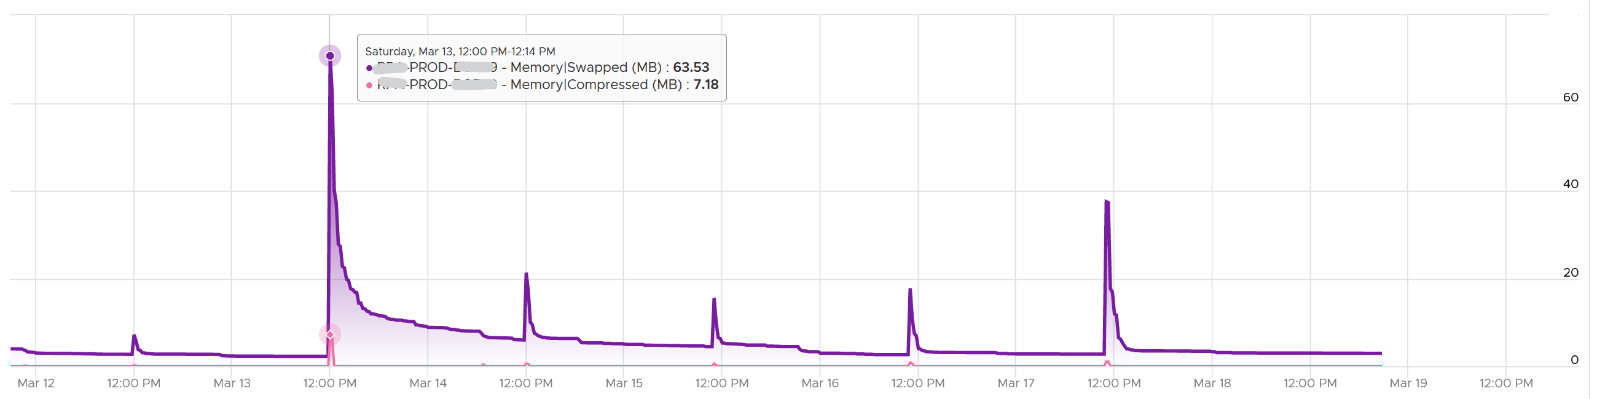 Saturday, Mar 13, 12:00 PM-12:14 PM
-PROD- 9 - Memory|Swapped (MB) : 63.53
-PROD- - Memory|Compressed (MB) : 7.18
60
40
20
0
Mar 12 12:00 PM Mar 13 12:00 PM Mar 14 12:00 PM Mar 15 12:00 PM Mar 16 12:00 PM Mar 17 12:00 PM Mar 18 12:00 PM Mar 19 12:00 PM